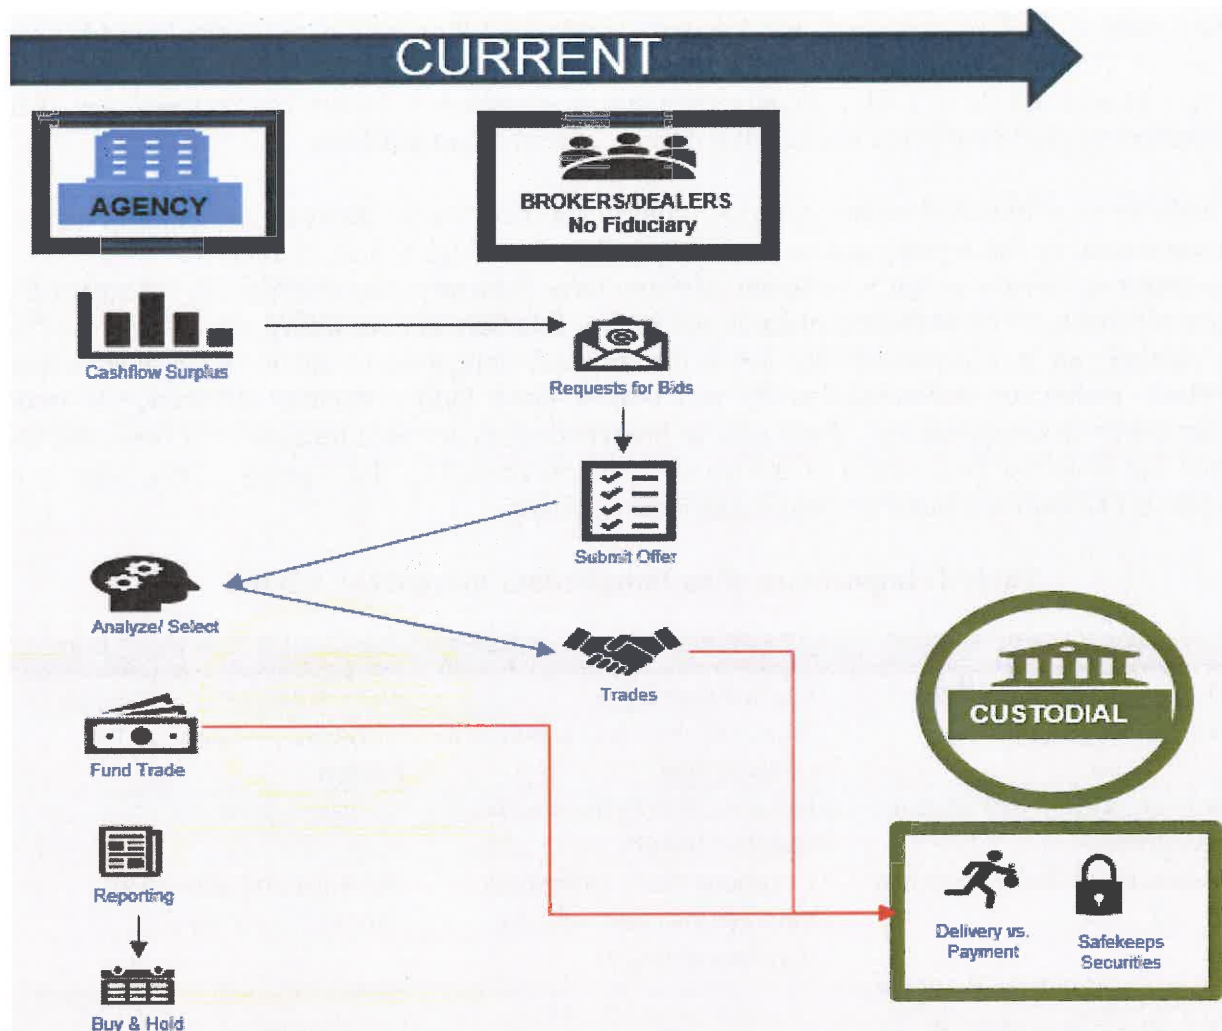 CURRENT
AGENCY
BROKERS/DEALERS
No Fiduciary
Cashflow Surplus
Requests for Bids
Submit Offer
Analyze/ Select
Trades
CUSTODIAL
Fund Trade
Reporting
Delivery vs.
Payment
Safekeeps
Securities
Buy & Hold